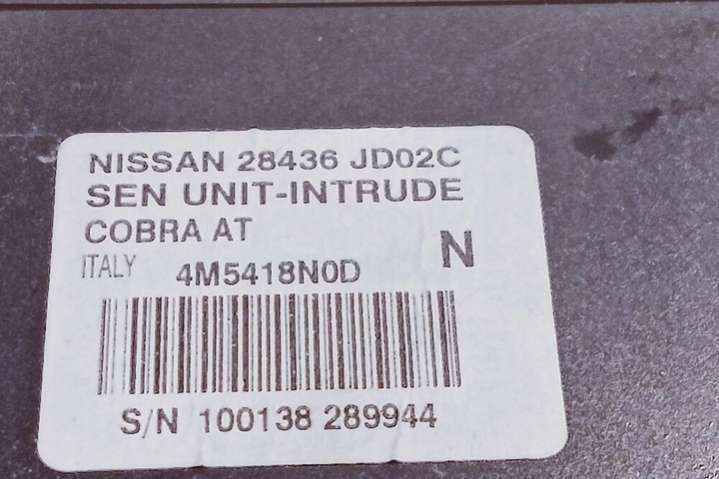 NISSAN 28436 JD02C
SEN UNIT-INTRUDE
COBRA AT
N
ITALY 4M5418N0D
S/N 100138 289944